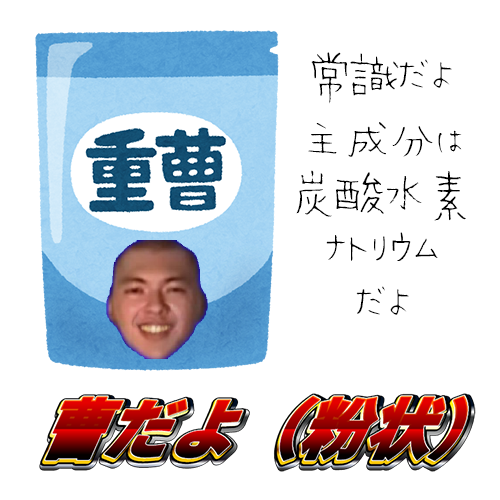 重曹
常識だよ
主成分は
炭酸水素
ナトリウム
だよ
曹だよ（粉状）